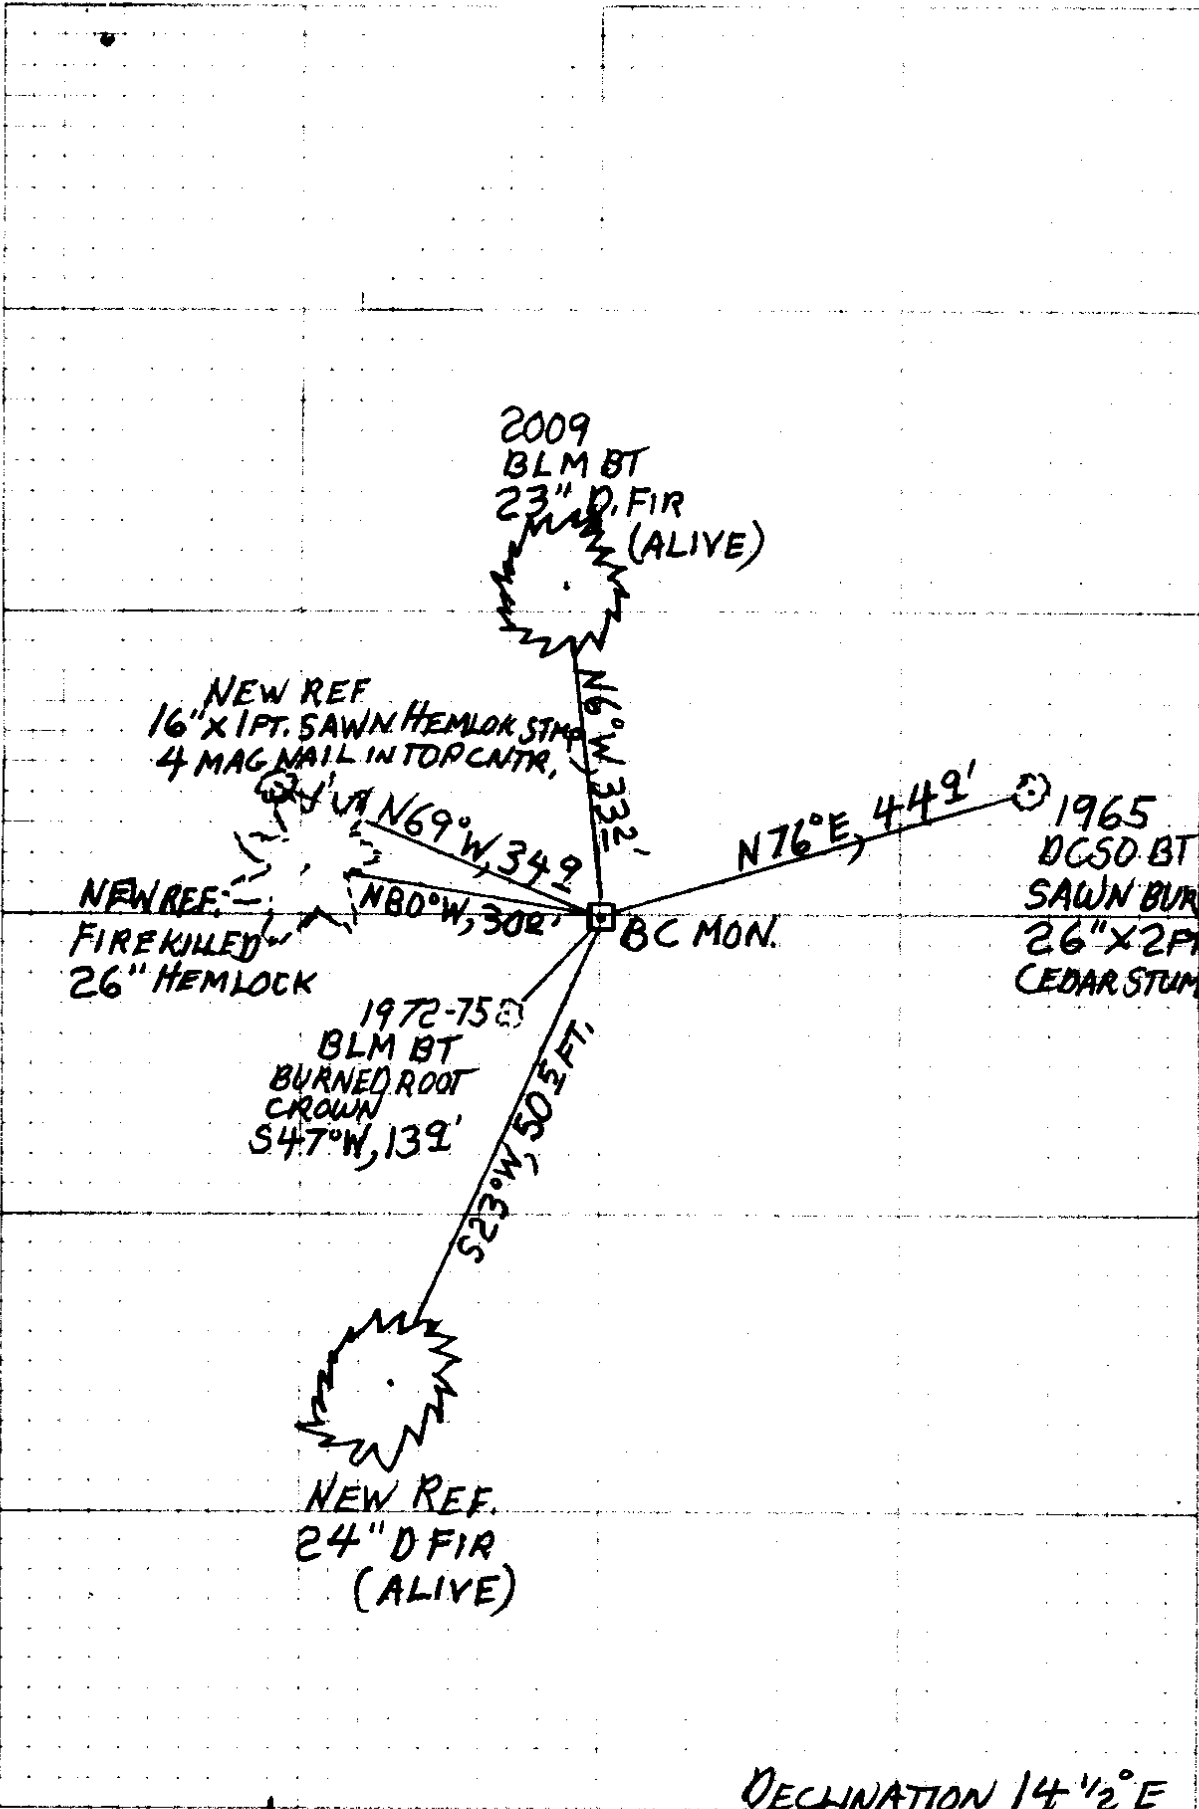 2009
BLM BT
23" D. FIR
(ALIVE)
N6°W, 33<u>2</u>'
NEW REF
16" X 1FT. SAWN HEMLOK STMP
4 MAG NAIL IN TOP CNTR,
N69°W, 34<u>9</u>
N80°W, 30<u>2</u>'
NEW REF:
FIRE KILLED
26" HEMLOCK
N76°E, 44<u>9</u>'
1965
DCSO BT
SAWN BUR
26" X 2F
CEDAR STUM
BC MON.
1972-75
BLM BT
BURNED ROOT
CROWN
S47°W, 13<u>9</u>'
S23°W, 50<u>5</u> FT.
NEW REF.
24" D FIR
(ALIVE)
DECLINATION 14 1/2° E